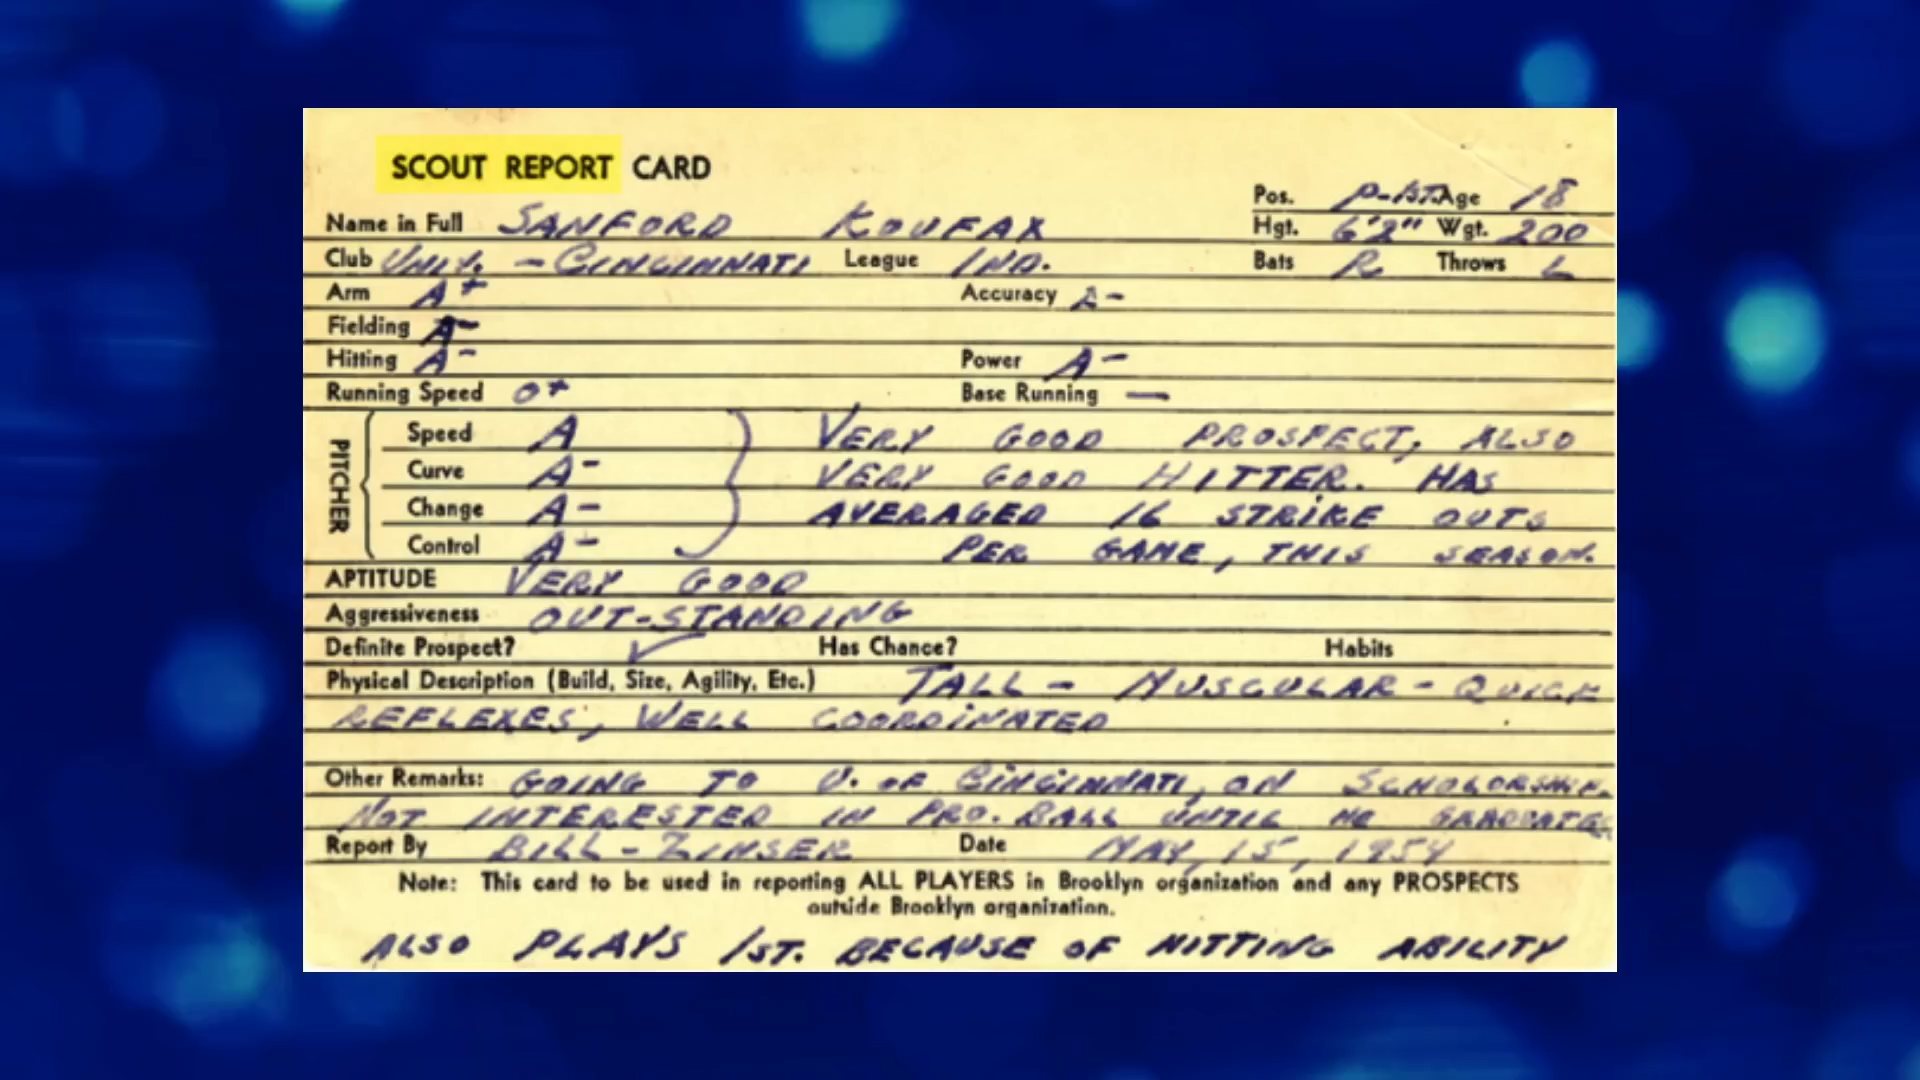 SCOUT REPORT CARD
Pos. P-1ST. Age 18
Name in Full SANFORD KOUFAX Hgt. 6'2" Wgt. 200
Club UNIV. - CINCINNATI League IND. Bats R Throws L
Arm A+ Accuracy A-
Fielding A-
Hitting A- Power A-
Running Speed O+ Base Running —
PITCHER
Speed A VERY GOOD PROSPECT, ALSO
Curve A- VERY GOOD HITTER. HAS
Change A- AVERAGED 16 STRIKE OUTS
Control A- PER GAME, THIS SEASON.
APTITUDE VERY GOOD
Aggressiveness OUT-STANDING
Definite Prospect? ✓ Has Chance? Habits
Physical Description (Build, Size, Agility, Etc.) TALL - MUSCULAR - QUICK
REFLEXES, WELL COORDINATED
Other Remarks: GOING TO U. OF CINCINNATI, ON SCHOLORSHIP.
NOT INTERESTED IN PRO. BALL UNTIL HE GRADUATES
Report By BILL - ZINSER Date MAY, 15, 1954
Note: This card to be used in reporting ALL PLAYERS in Brooklyn organization and any PROSPECTS
outside Brooklyn organization.
ALSO PLAYS 1ST. BECAUSE OF HITTING ABILITY